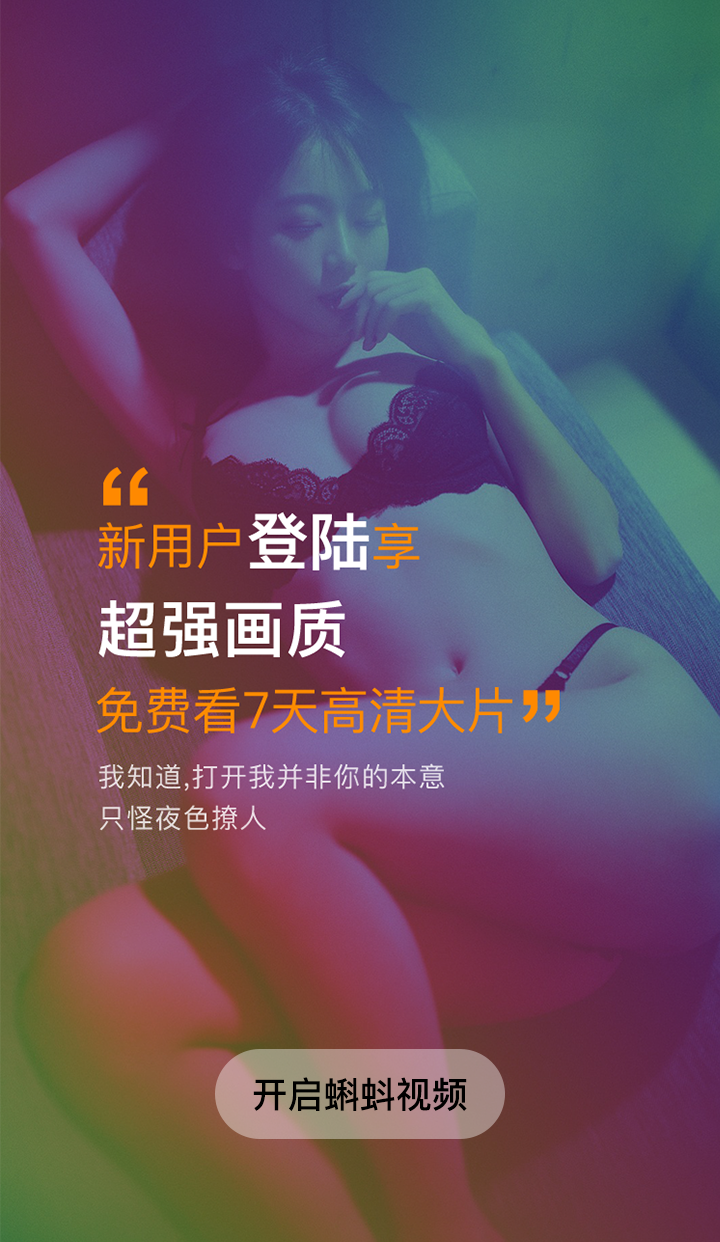 “
新用户登陆享
超强画质
免费看7天高清大片”
我知道,打开我并非你的本意
只怪夜色撩人
开启蝌蚪视频